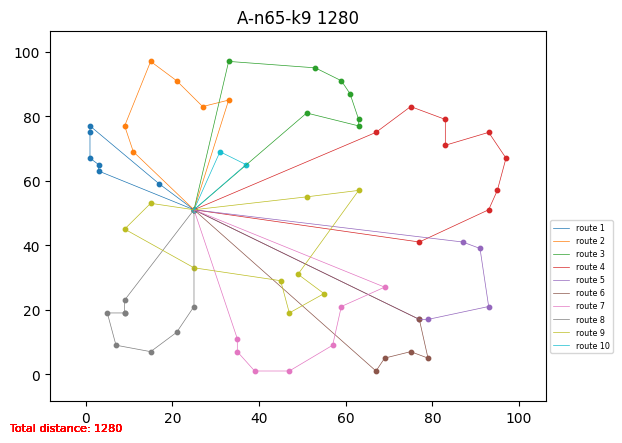 A-n65-k9 1280
100
80
60
40
20
0
0 20 40 60 80 100
route 1
route 2
route 3
route 4
route 5
route 6
route 7
route 8
route 9
route 10
Total distance: 1280